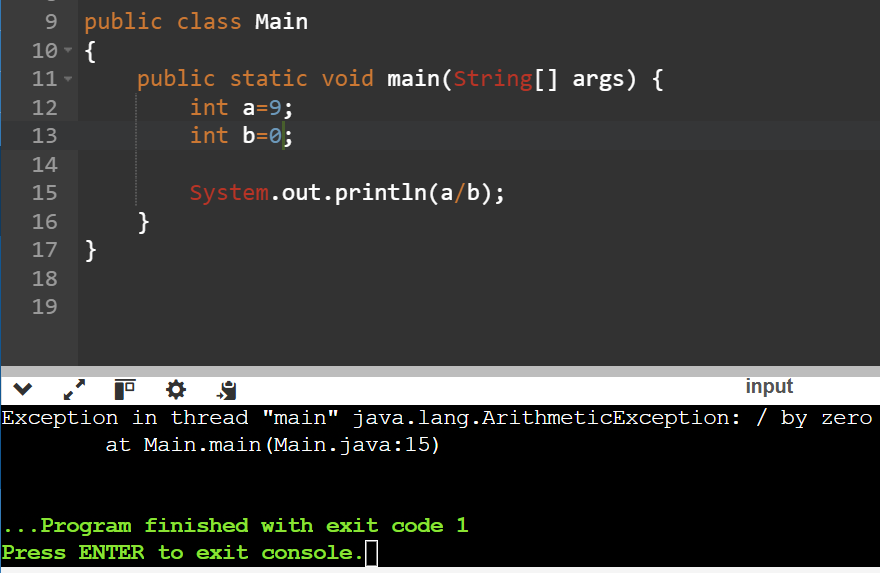 9 public class Main
10 {
11 public static void main(String[] args) {
12 int a=9;
13 int b=0;
14
15 System.out.println(a/b);
16 }
17 }
18
19
input
Exception in thread "main" java.lang.ArithmeticException: / by zero
at Main.main(Main.java:15)
...Program finished with exit code 1
Press ENTER to exit console.